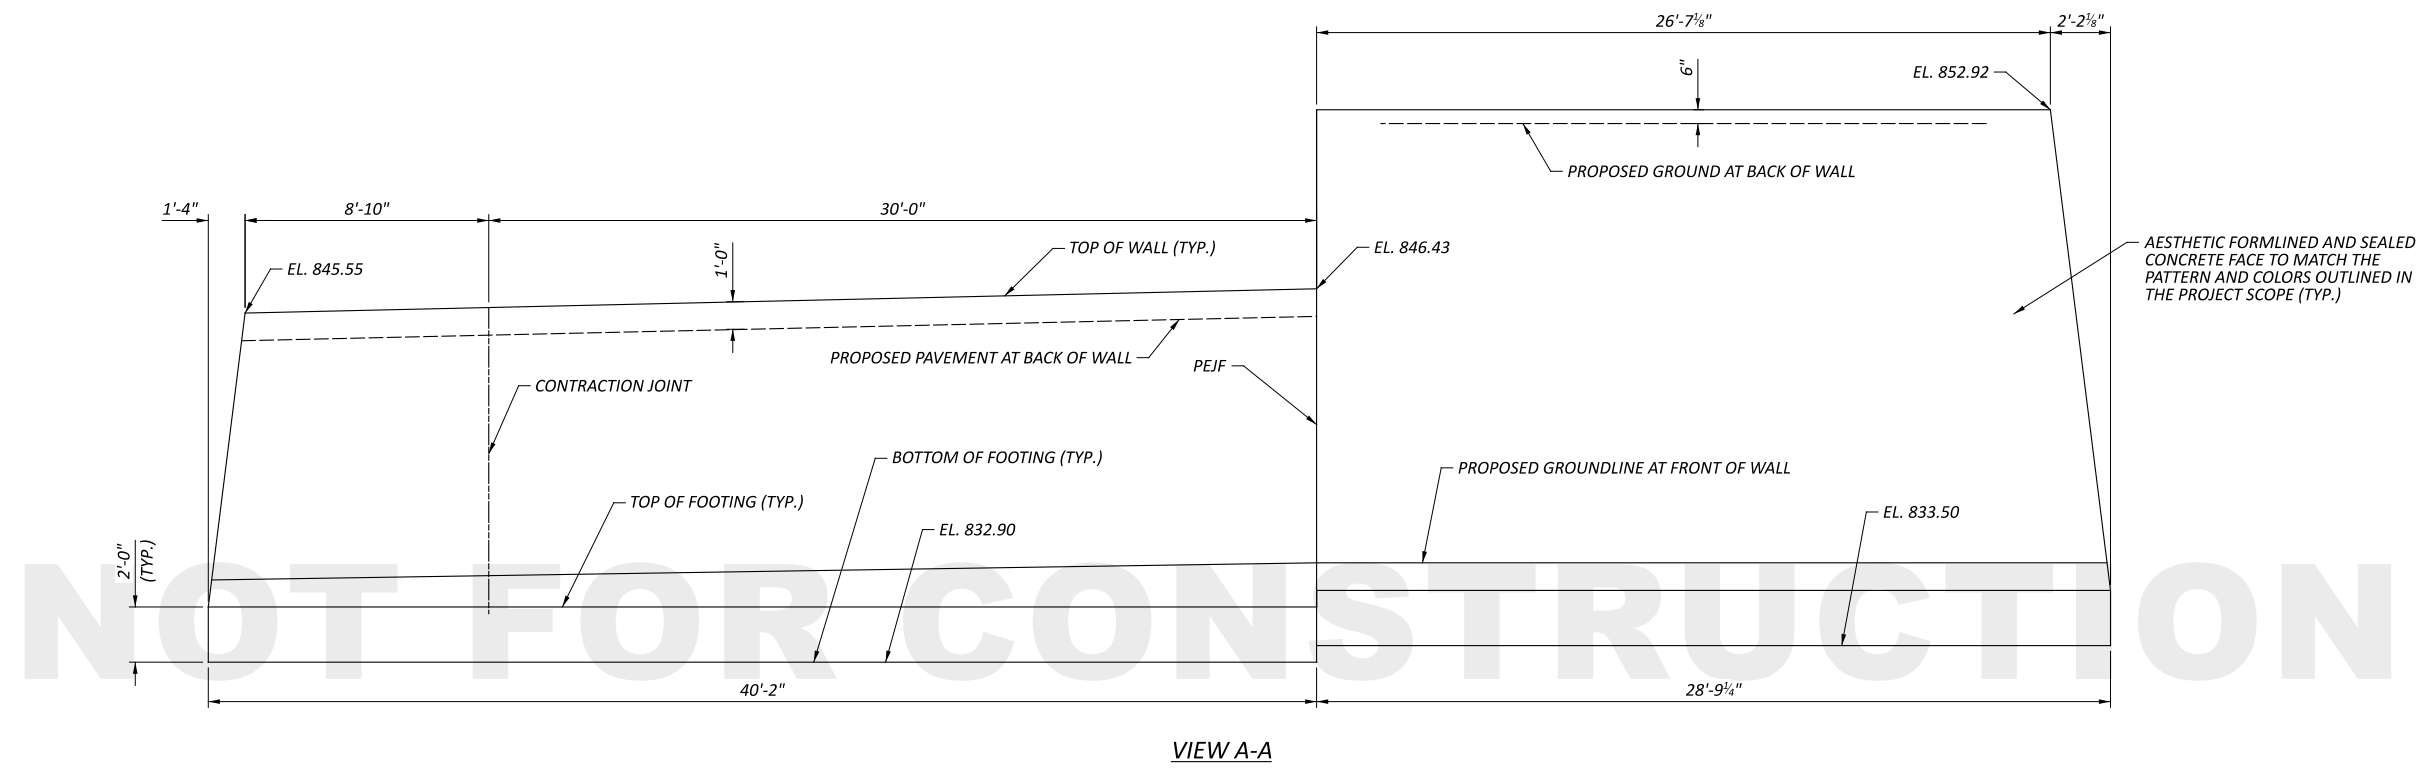 26'-7⅛"
2'-2⅛"
6"
EL. 852.92
PROPOSED GROUND AT BACK OF WALL
1'-4"
8'-10"
30'-0"
AESTHETIC FORMLINED AND SEALED
CONCRETE FACE TO MATCH THE
PATTERN AND COLORS OUTLINED IN
THE PROJECT SCOPE (TYP.)
1'-0"
TOP OF WALL (TYP.)
EL. 846.43
EL. 845.55
PROPOSED PAVEMENT AT BACK OF WALL
PEJF
CONTRACTION JOINT
BOTTOM OF FOOTING (TYP.)
PROPOSED GROUNDLINE AT FRONT OF WALL
TOP OF FOOTING (TYP.)
EL. 833.50
EL. 832.90
2'-0"
(TYP.)
NOT FOR CONSTRUCTION
40'-2"
28'-9¼"
VIEW A-A